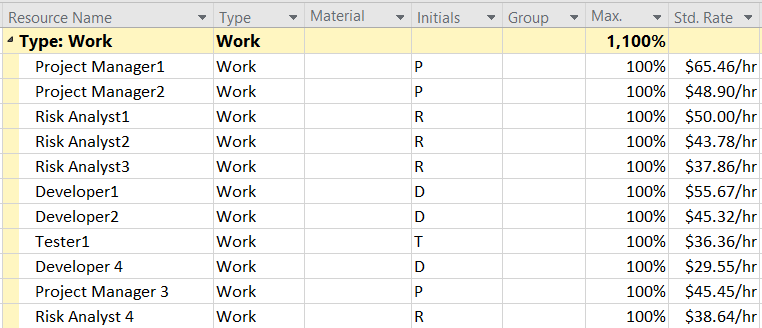 Resource Name Type Material Initials Group Max. Std. Rate
Type: Work Work 1,100%
Project Manager1 Work P 100% $65.46/hr
Project Manager2 Work P 100% $48.90/hr
Risk Analyst1 Work R 100% $50.00/hr
Risk Analyst2 Work R 100% $43.78/hr
Risk Analyst3 Work R 100% $37.86/hr
Developer1 Work D 100% $55.67/hr
Developer2 Work D 100% $45.32/hr
Tester1 Work T 100% $36.36/hr
Developer 4 Work D 100% $29.55/hr
Project Manager 3 Work P 100% $45.45/hr
Risk Analyst 4 Work R 100% $38.64/hr